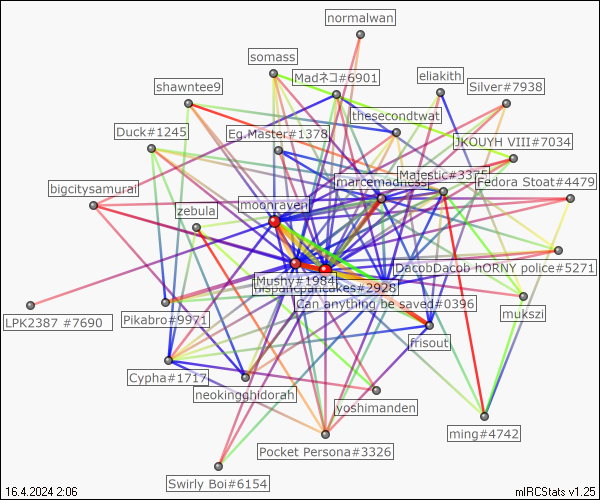 normalwan
somass
Madネコ#6901
eliakith
shawntee9
Silver#7938
thesecondtwat
Duck#1245
Eg.Master#1378
JKOUYH VIII#7034
marcemadness
Majestic#3325
Fedora Stoat#4479
bigcitysamurai
moonraven
zebula
DacobDacob hORNY police#5271
Mushy#1984
hispanicpancakes#2928
Can anything be saved#0396
mukszi
LPK2387 #7690
Pikabro#9971
frisout
Cypha#1717
neokingghidorah
yoshimanden
ming#4742
Pocket Persona#3326
Swirly Boi#6154
16.4.2024 2:06
mIRCStats v1.25